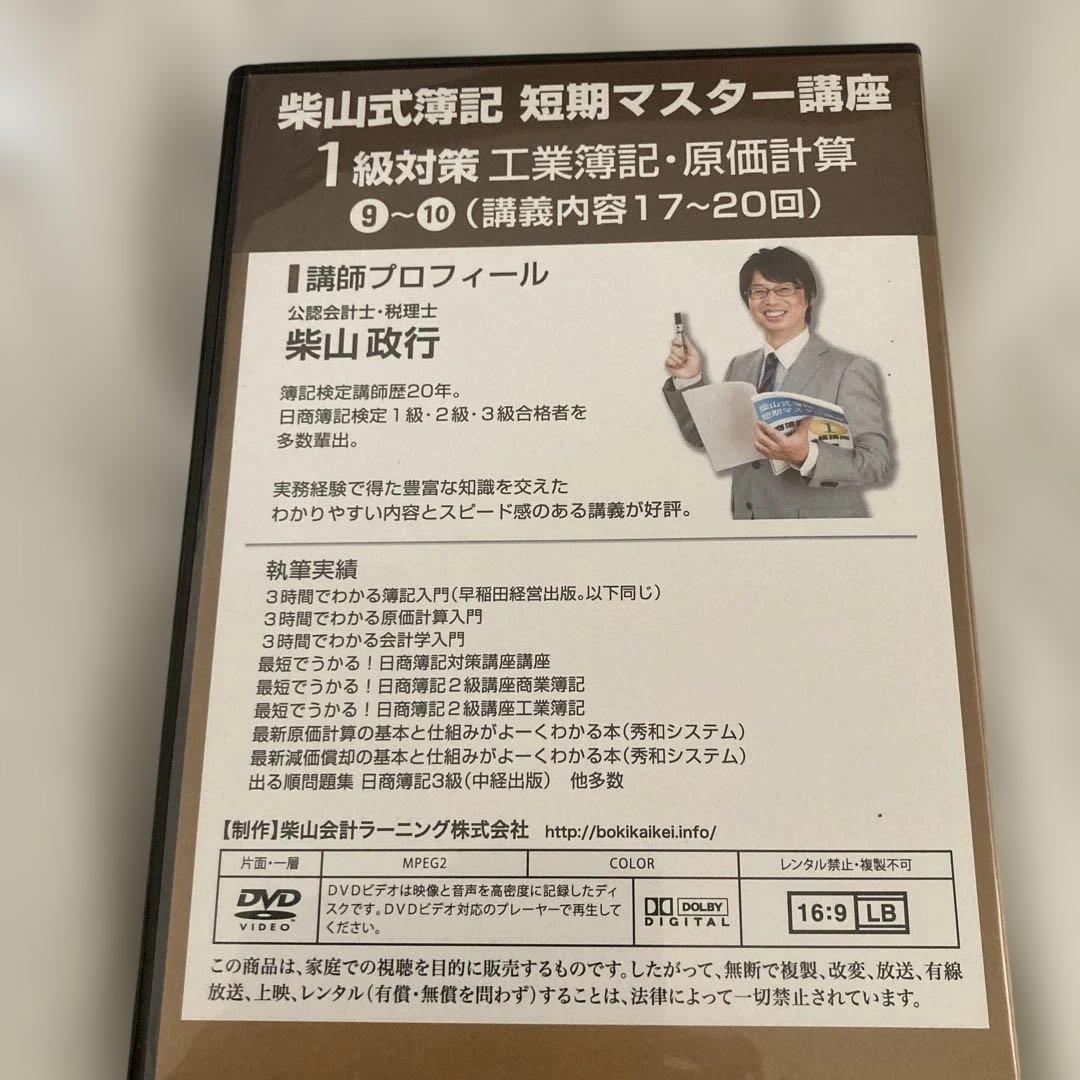 柴山式簿記 短期マスター講座
1級対策 工業簿記・原価計算
❾～❿（講義内容17～20回）
講師プロフィール
公認会計士・税理士
柴山 政行
簿記検定講師歴20年。
日商簿記検定1級・2級・3級合格者を
多数輩出。
実務経験で得た豊富な知識を交えた
わかりやすい内容とスピード感のある講義が好評。
柴山式簿記
短期マスタ
1
執筆実績
3時間でわかる簿記入門（早稲田経営出版。以下同じ）
3時間でわかる原価計算入門
3時間でわかる会計学入門
最短でうかる！日商簿記対策講座講座
最短でうかる！日商簿記2級講座商業簿記
最短でうかる！日商簿記2級講座工業簿記
最新原価計算の基本と仕組みがよーくわかる本（秀和システム）
最新減価償却の基本と仕組みがよーくわかる本（秀和システム）
出る順問題集 日商簿記3級（中経出版） 他多数
【制作】柴山会計ラーニング株式会社 http://bokikaikei.info/
片面・一層 MPEG2 COLOR レンタル禁止・複製不可
DVD VIDEO
DVDビデオは映像と音声を高密度に記録したディ
スクです。DVDビデオ対応のプレーヤーで再生して
ください。
DOLBY DIGITAL
16:9 LB
この商品は、家庭での視聴を目的に販売するものです。したがって、無断で複製、改変、放送、有線
放送、上映、レンタル（有償・無償を問わず）することは、法律によって一切禁止されています。